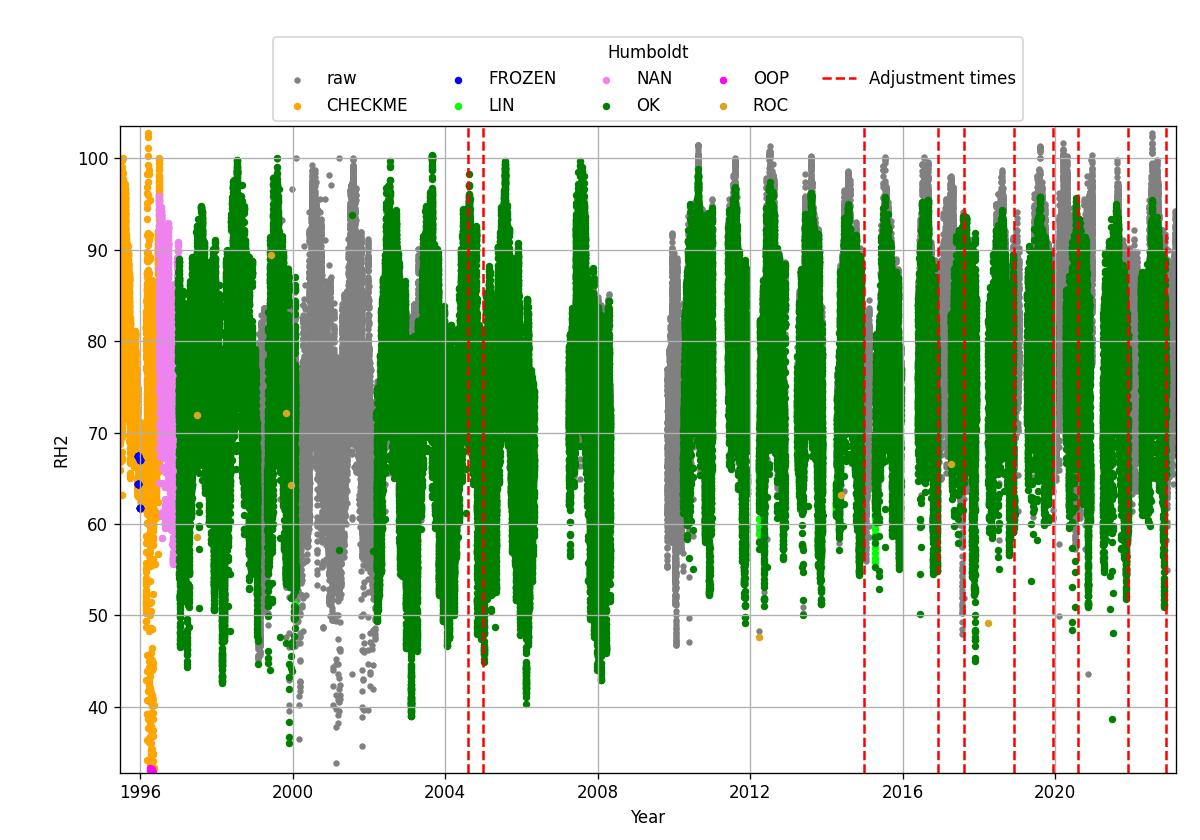 Humboldt
raw FROZEN NAN OOP Adjustment times
CHECKME LIN OK ROC
100
90
80
70
60
50
40
RH2
1996 2000 2004 2008 2012 2016 2020
Year